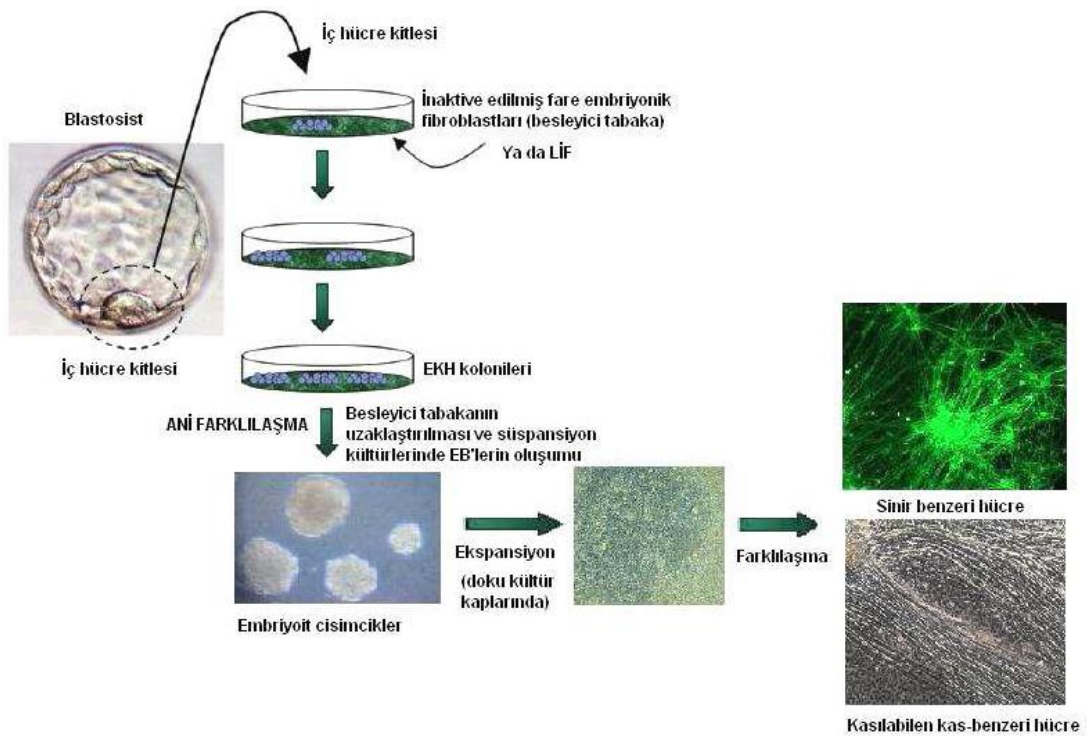 İç hücre kitlesi
Blastosist
İnaktive edilmiş fare embriyonik
fibroblastları (besleyici tabaka)
Ya da LİF
İç hücre kitlesi
EKH kolonileri
ANİ FARKLILAŞMA
Besleyici tabakanın
uzaklaştırılması ve süspansiyon
kültürlerinde EB'lerin oluşumu
Embriyoit cisimcikler
Ekspansiyon
(doku kültür
kaplarında)
Farklılaşma
Sinir benzeri hücre
Kasılabilen kas-benzeri hücre